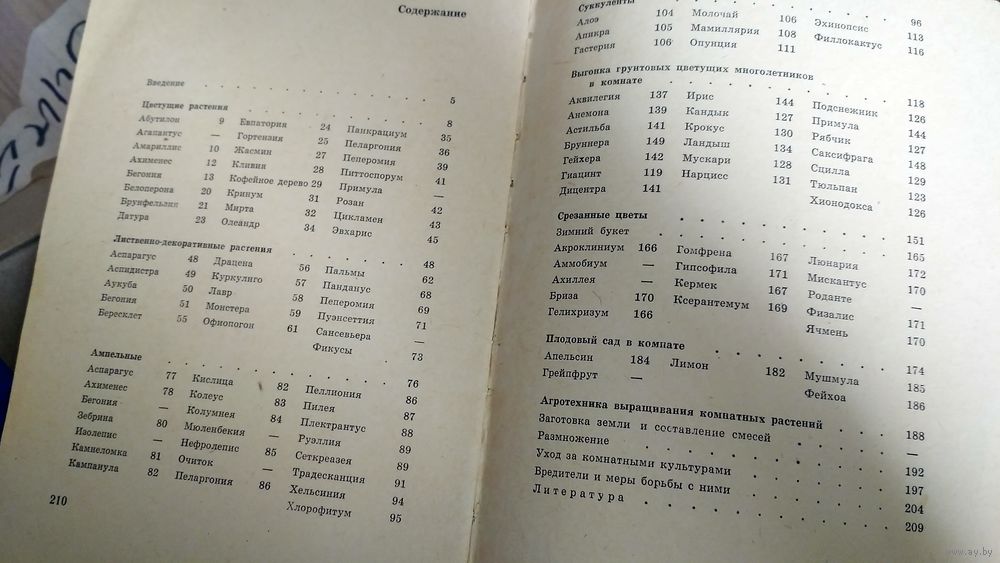 Содержание
Введение . . . . . . . . 5
Цветущие растения . . . . . . . . 8
Абутилон 9 Евпатория 24 Панкрациум 35
Агапантус — Гортензия 25 Пеларгония 36
Амариллис 10 Жасмин 27 Пеперомия 39
Ахименес 12 Кливия 28 Питтоспорум 41
Бегония 13 Кофейное дерево 29 Примула —
Белоперона 20 Кринум 31 Розан 42
Брунфельзия 21 Мирта 32 Цикламен 43
Датура 23 Олеандр 34 Эвхарис 45
Лиственно-декоративные растения . . . . . . 48
Аспарагус 48 Драцена 56 Пальмы 62
Аспидистра 49 Куркулиго 57 Панданус 68
Аукуба 50 Лавр 58 Пеперомия 69
Бегония 51 Монстера 59 Пуэнсеттия 71
Бересклет 55 Офиопогон 61 Сансевьера —
Фикусы 73
Ампельные . . . . . . . . 76
Аспарагус 77 Кислица 82 Пеллиония 86
Ахименес 78 Колеус 83 Пилея 87
Бегония — Колумнея 84 Плектрантус 88
Зебрина 80 Мюленбекия — Руэллия 89
Изолепис — Нефродепис 85 Сеткреазея 89
Камнеломка 81 Очиток — Традесканция 91
Кампанула 82 Пеларгония 86 Хельсиния 94
Хлорофитум 95
210
Суккуленты 96
Алоэ 104 Молочай 106 Эхинопсис 113
Апикра 105 Мамиллярия 108 Филлокактус 116
Гастерия 106 Опунция 111
Выгонка грунтовых цветущих многолетников
в комнате . . . . . . . . 118
Аквилегия 137 Ирис 144 Подснежник 126
Анемона 139 Кандык 127 Примула 144
Астильба 141 Крокус 130 Рябчик 127
Бруннера 149 Ландыш 134 Саксифрага 148
Гейхера 142 Мускари 128 Сцилла 129
Гиацинт 119 Нарцисс 131 Тюльпан 123
Дицентра 141 Хионодокса 126
Срезанные цветы . . . . . . . . 151
Зимний букет . . . . . . . . 165
Акроклиниум 166 Гомфрена 167 Люнария 172
Аммобиум — Гипсофила 171 Мискантус 170
Ахиллея — Кермек 167 Роданте —
Бриза 170 Ксерантемум 169 Физалис 171
Гелихризум 166 Ячмень 170
Плодовый сад в комнате . . . . . . 174
Апельсин 184 Лимон 182 Мушмула 185
Грейпфрут — Фейхоа 186
Агротехника выращивания комнатных растений . . . 188
Заготовка земли и составление смесей . . . . —
Размножение . . . . . . . . 192
Уход за комнатными культурами . . . . . 197
Вредители и меры борьбы с ними . . . . . 204
Литература . . . . . . . . 209
www.ay.by